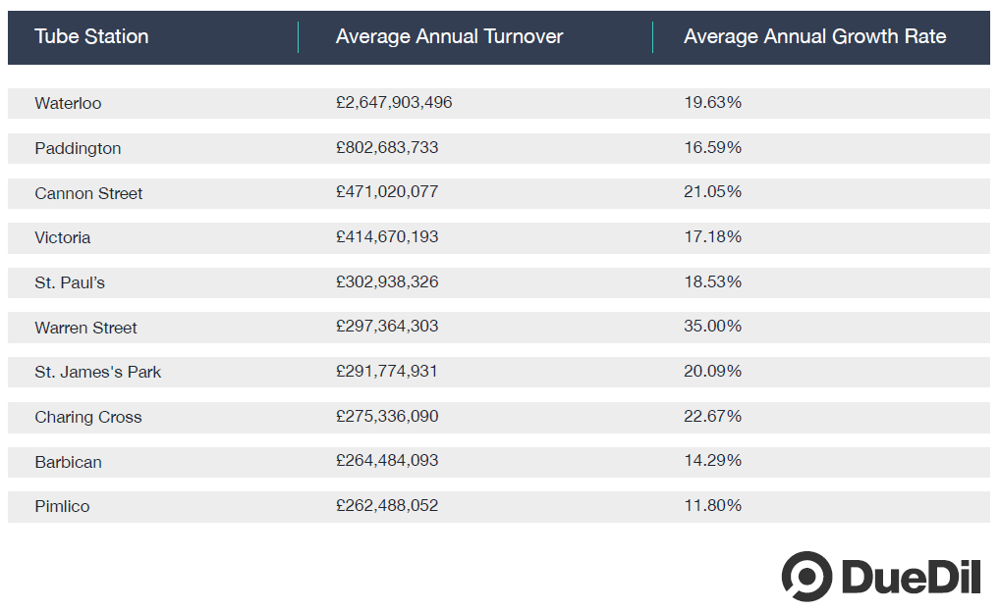 Tube Station Average Annual Turnover Average Annual Growth Rate
Waterloo £2,647,903,496 19.63%
Paddington £802,683,733 16.59%
Cannon Street £471,020,077 21.05%
Victoria £414,670,193 17.18%
St. Paul’s £302,938,326 18.53%
Warren Street £297,364,303 35.00%
St. James's Park £291,774,931 20.09%
Charing Cross £275,336,090 22.67%
Barbican £264,484,093 14.29%
Pimlico £262,488,052 11.80%
DueDil